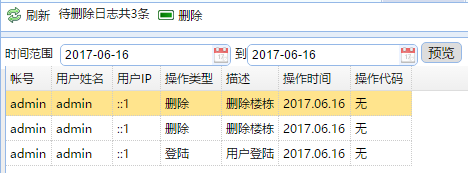 刷新 待删除日志共3条 删除
时间范围 2017-06-16 到 2017-06-16 预览
帐号 用户姓名 用户IP 操作类型 描述 操作时间 操作代码
admin admin ::1 删除 删除楼栋 2017.06.16 无
admin admin ::1 删除 删除楼栋 2017.06.16 无
admin admin ::1 登陆 用户登陆 2017.06.16 无